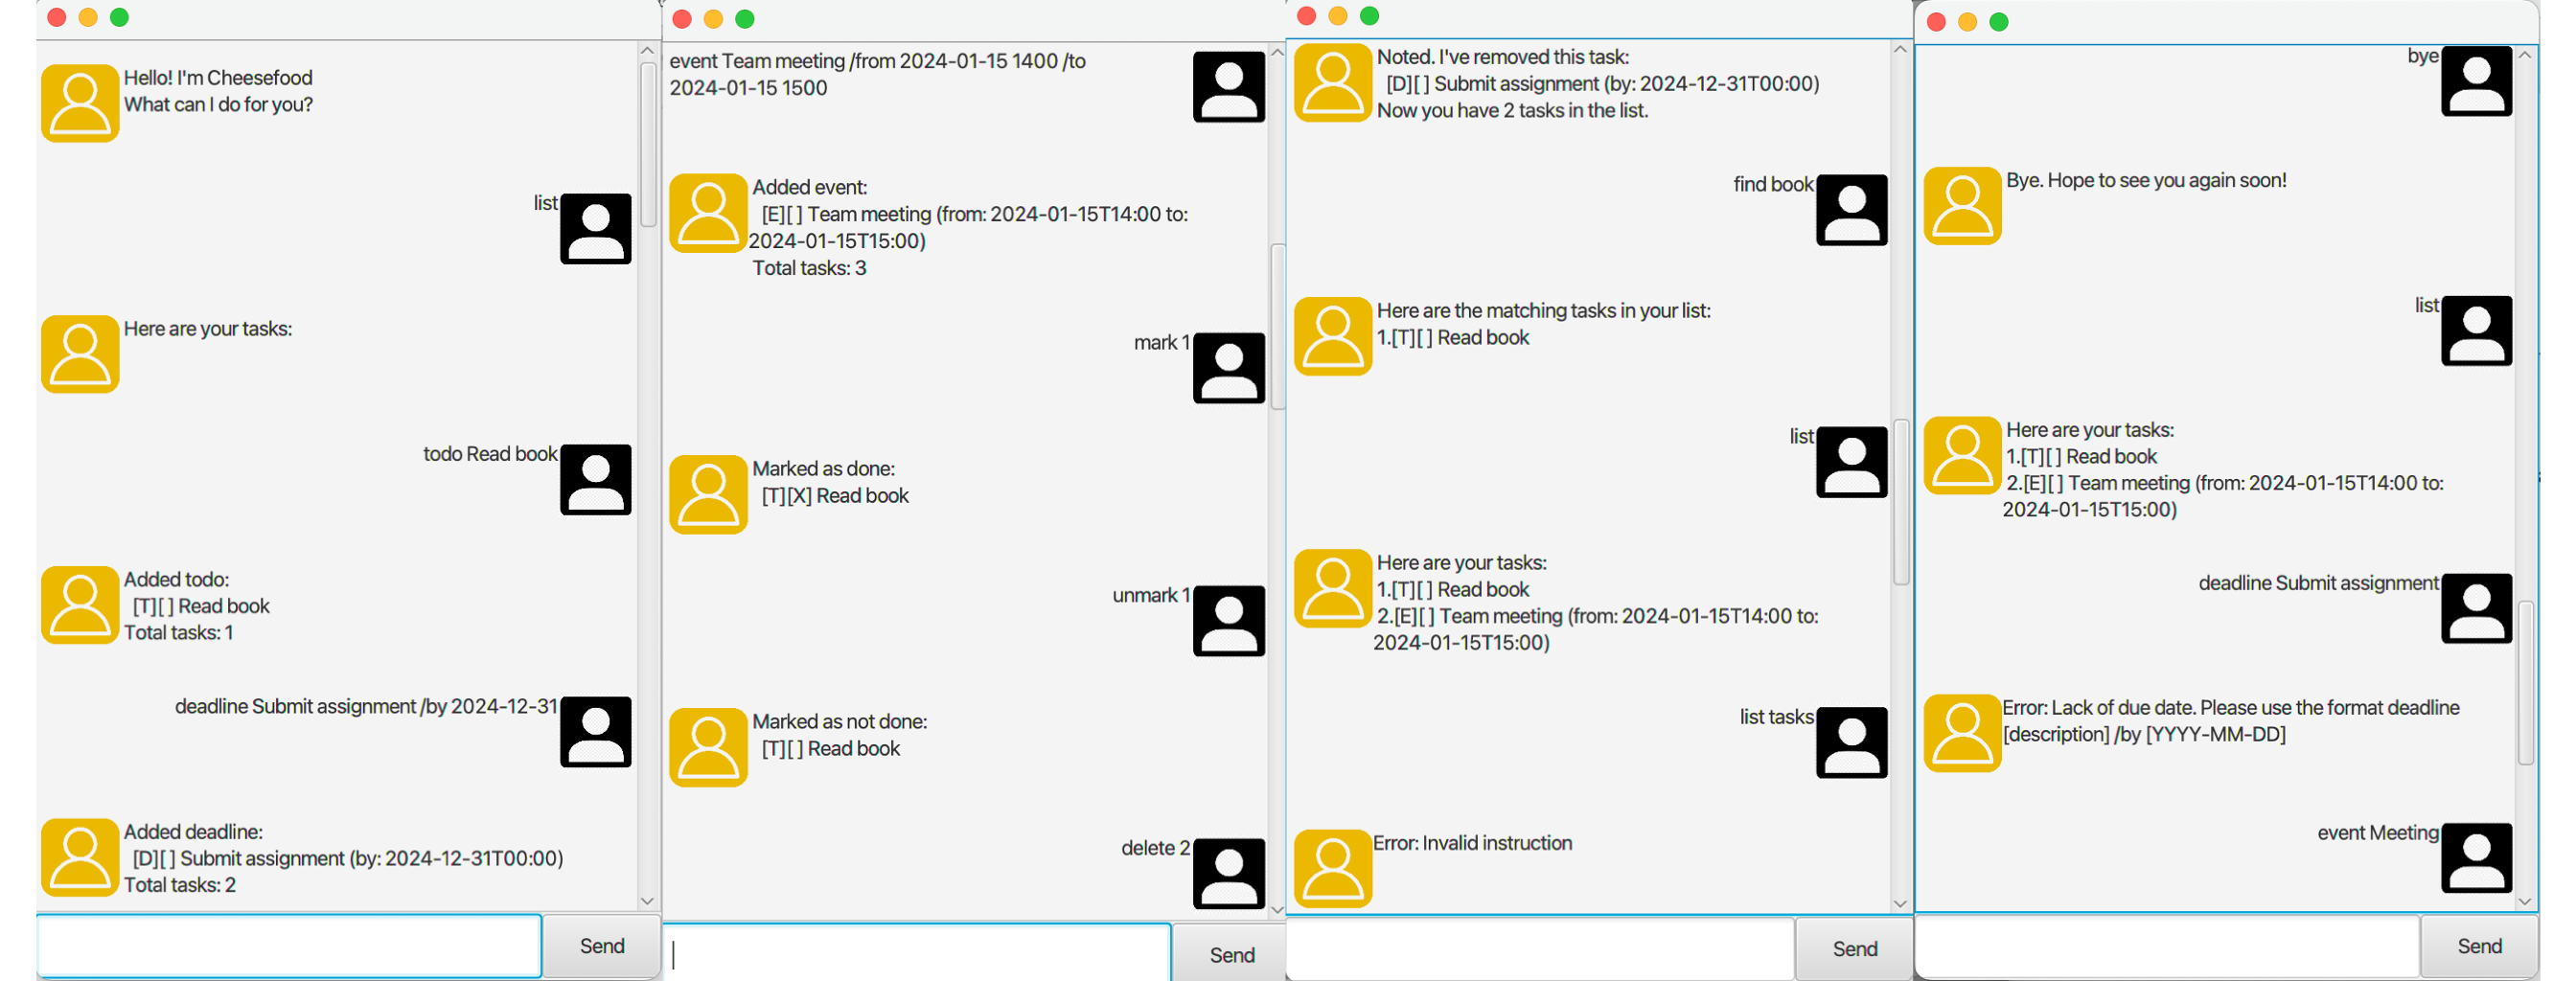 Hello! I'm Cheesefood
What can I do for you?
list
Here are your tasks:
todo Read book
Added todo:
[T][ ] Read book
Total tasks: 1
deadline Submit assignment /by 2024-12-31
Added deadline:
[D][ ] Submit assignment (by: 2024-12-31T00:00)
Total tasks: 2
Send
event Team meeting /from 2024-01-15 1400 /to
2024-01-15 1500
Added event:
[E][ ] Team meeting (from: 2024-01-15T14:00 to:
2024-01-15T15:00)
Total tasks: 3
mark 1
Marked as done:
[T][X] Read book
unmark 1
Marked as not done:
[T][ ] Read book
delete 2
Send
Noted. I've removed this task:
[D][ ] Submit assignment (by: 2024-12-31T00:00)
Now you have 2 tasks in the list.
find book
Here are the matching tasks in your list:
1.[T][ ] Read book
list
Here are your tasks:
1.[T][ ] Read book
2.[E][ ] Team meeting (from: 2024-01-15T14:00 to:
2024-01-15T15:00)
list tasks
Error: Invalid instruction
Send
bye
Bye. Hope to see you again soon!
list
Here are your tasks:
1.[T][ ] Read book
2.[E][ ] Team meeting (from: 2024-01-15T14:00 to:
2024-01-15T15:00)
deadline Submit assignment
Error: Lack of due date. Please use the format deadline
[description] /by [YYYY-MM-DD]
event Meeting
Send